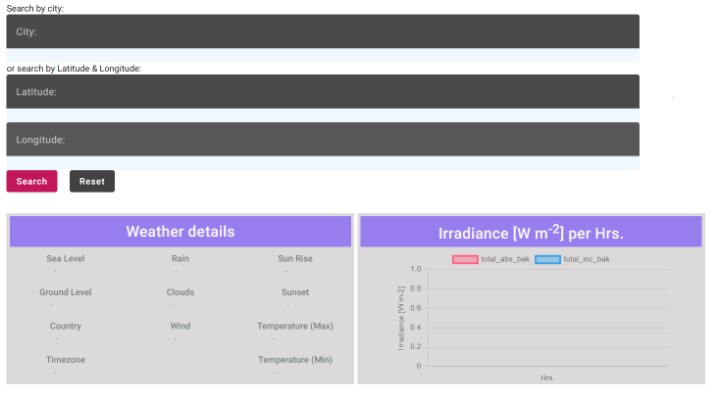 Search by city:
City:
or search by Latitude & Longitude:
Latitude:
Longitude:
Search Reset
Weather details
Sea Level Rain Sun Rise
- - -
Ground Level Clouds Sunset
- - -
Country Wind Temperature (Max)
- - -
Timezone Temperature (Min)
- -
Irradiance [W m-2] per Hrs.
total_abs_bak total_inc_bak
Irradiance [W m-2]
1.0
0.8
0.6
0.4
0.2
0
Hrs.